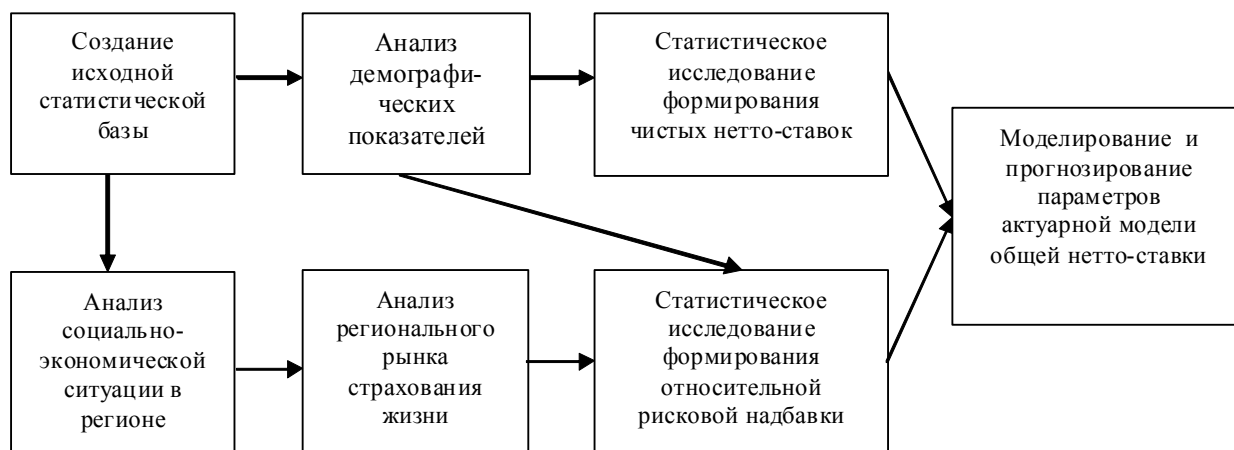 Создание
исходной
статистической
базы
Анализ
демографи-
ческих
показателей
Статистическое
исследование
формирования
чистых нетто-ставок
Моделирование и
прогнозирование
параметров
актуарной модели
общей нетто-ставки
Анализ
социально-
экономической
ситуации в
регионе
Анализ
регионального
рынка
страхования
жизни
Статистическое
исследование
формирования
относительной
рисковой надбавки